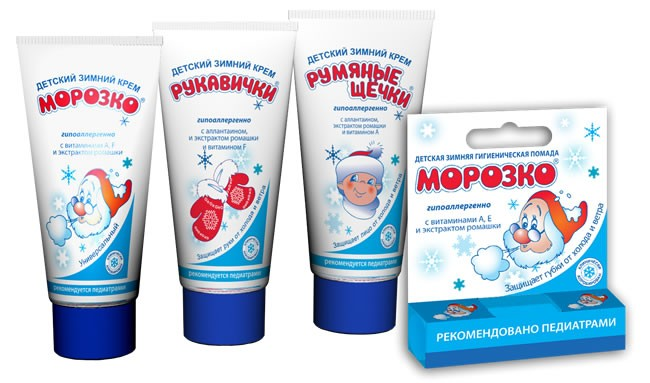 ДЕТСКИЙ ЗИМНИЙ КРЕМ
МОРОЗКО®
гипоаллергенно
с витаминами A, F
и экстрактом ромашки
Универсальный
рекомендуется педиатрами
ДЕТСКИЙ ЗИМНИЙ КРЕМ
РУКАВИЧКИ®
гипоаллергенно
с аллантаином,
и экстрактом ромашки
и витамином F
Защищает руки от холода и ветра
рекомендуется педиатрами
ДЕТСКИЙ ЗИМНИЙ КРЕМ
РУМЯНЫЕ
ЩЕЧКИ®
гипоаллергенно
с аллантаином,
экстрактом ромашки
и витамином A
Защищает лицо от холода и ветра
рекомендуется педиатрами
ДЕТСКАЯ ЗИМНЯЯ ГИГИЕНИЧЕСКАЯ ПОМАДА
МОРОЗКО®
гипоаллергенно
с витаминами A, E
и экстрактом ромашки
Защищает губки от холода и ветра
РЕКОМЕНДОВАНО ПЕДИАТРАМИ